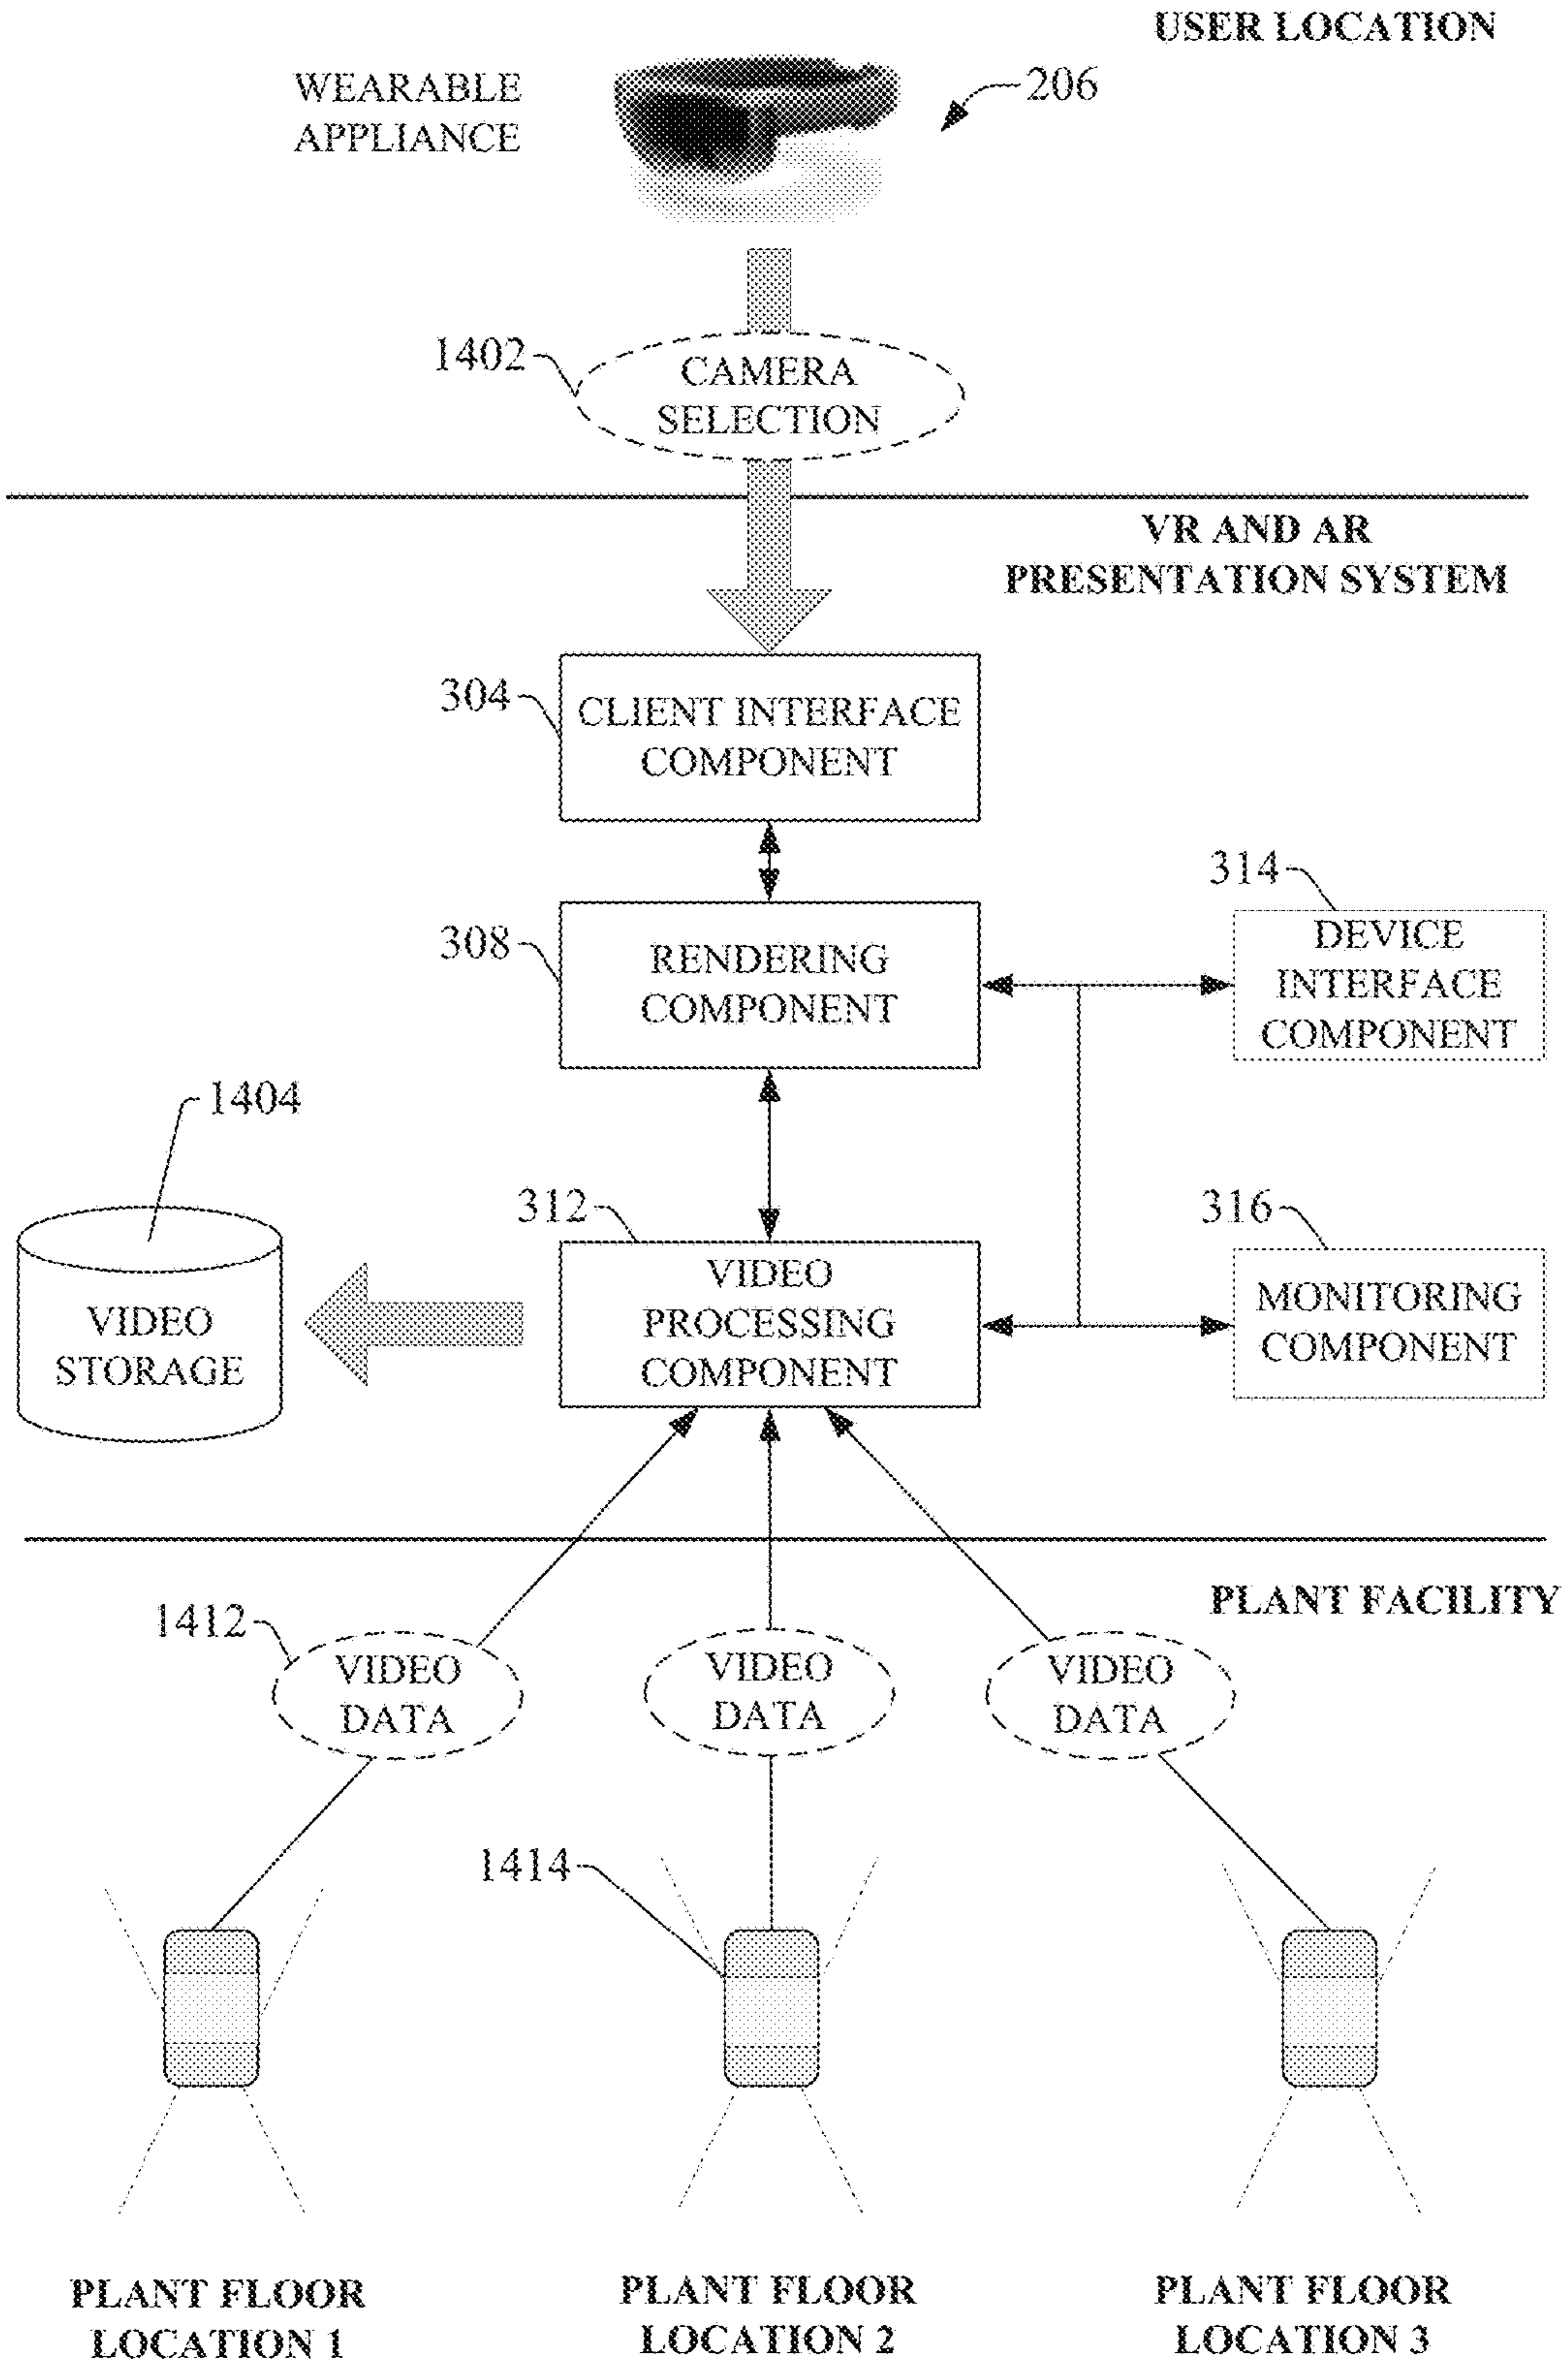 USER LOCATION
WEARABLE
APPLIANCE
206
1402
CAMERA
SELECTION
VR AND AR
PRESENTATION SYSTEM
304
CLIENT INTERFACE
COMPONENT
308
RENDERING
COMPONENT
314
DEVICE
INTERFACE
COMPONENT
1404
VIDEO
STORAGE
312
VIDEO
PROCESSING
COMPONENT
316
MONITORING
COMPONENT
PLANT FACILITY
1412
VIDEO
DATA
VIDEO
DATA
VIDEO
DATA
1414
PLANT FLOOR
LOCATION 1
PLANT FLOOR
LOCATION 2
PLANT FLOOR
LOCATION 3